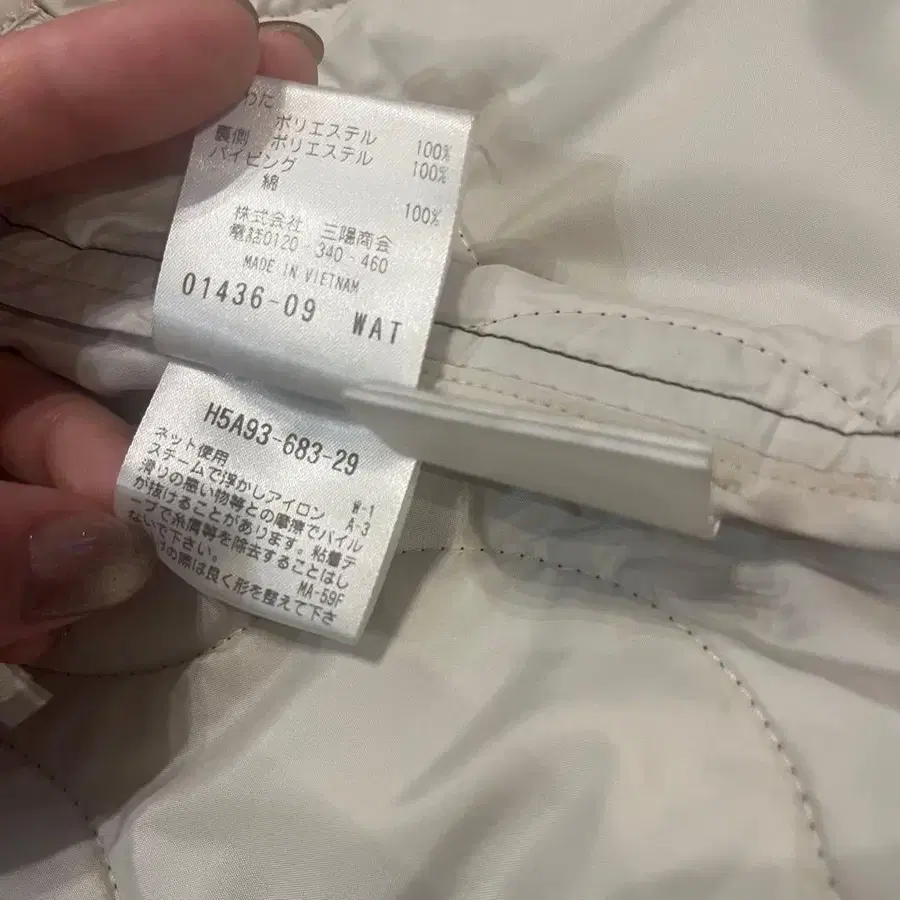 わた
ポリエステル 100%
裏側 ポリエステル 100%
パイピング
綿 100%
株式会社 三陽商会
電話0120 340-460
MADE IN VIETNAM
01436-09 WAT
H5A93-683-29
ネット使用 W-1
スチームで浮かしアイロン A-3
滑りの悪い物等との摩擦でパイル
が抜けることがあります。粘着テ
ープで糸屑等を除去することはし
ないで下さい。 MA-59F
の際は良く形を整えて下さ